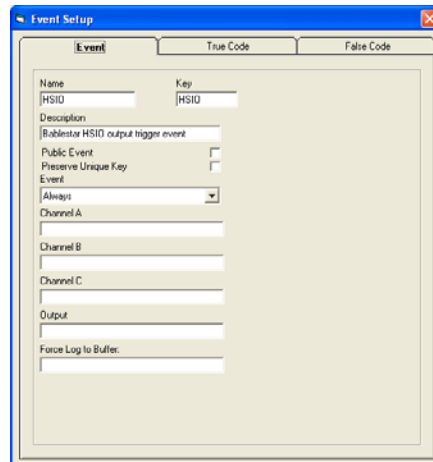 Event Setup
Event True Code False Code
Name Key
HSIO HSIO
Description
Bablestar HSIO output trigger event
Public Event
Preserve Unique Key
Event
Always
Channel A
Channel B
Channel C
Output
Force Log to Buffer: